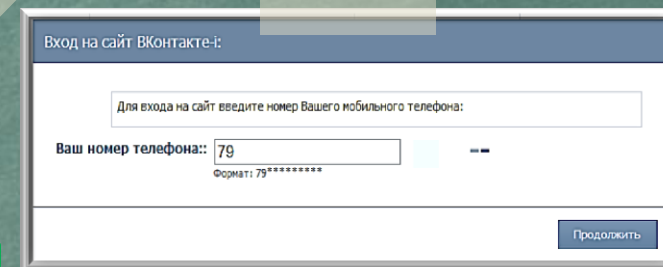 Вход на сайт ВКонтакте-i:
Для входа на сайт введите номер Вашего мобильного телефона:
Ваш номер телефона:: 79
Формат: 79*********
Продолжить